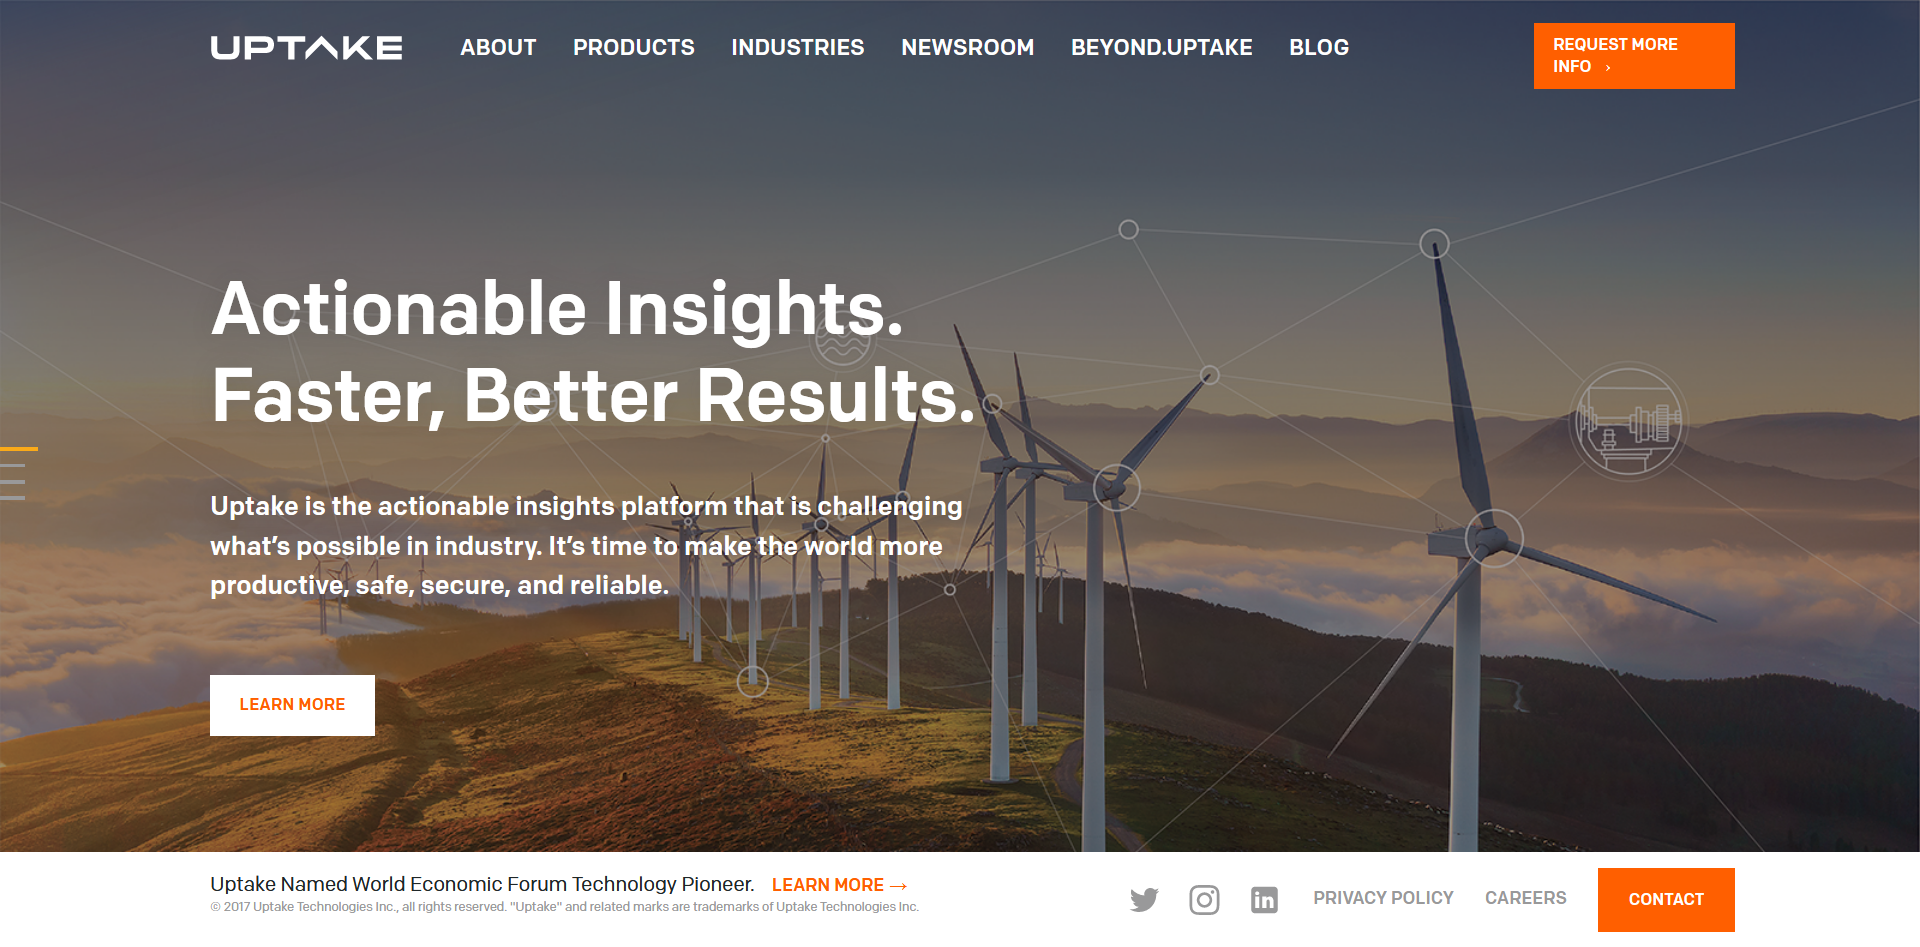 UPTAKE
ABOUT PRODUCTS INDUSTRIES NEWSROOM BEYOND.UPTAKE BLOG
REQUEST MORE
INFO ›
Actionable Insights.
Faster, Better Results.
Uptake is the actionable insights platform that is challenging
what’s possible in industry. It’s time to make the world more
productive, safe, secure, and reliable.
LEARN MORE
Uptake Named World Economic Forum Technology Pioneer. LEARN MORE →
© 2017 Uptake Technologies Inc., all rights reserved. "Uptake" and related marks are trademarks of Uptake Technologies Inc.
in
PRIVACY POLICY CAREERS CONTACT